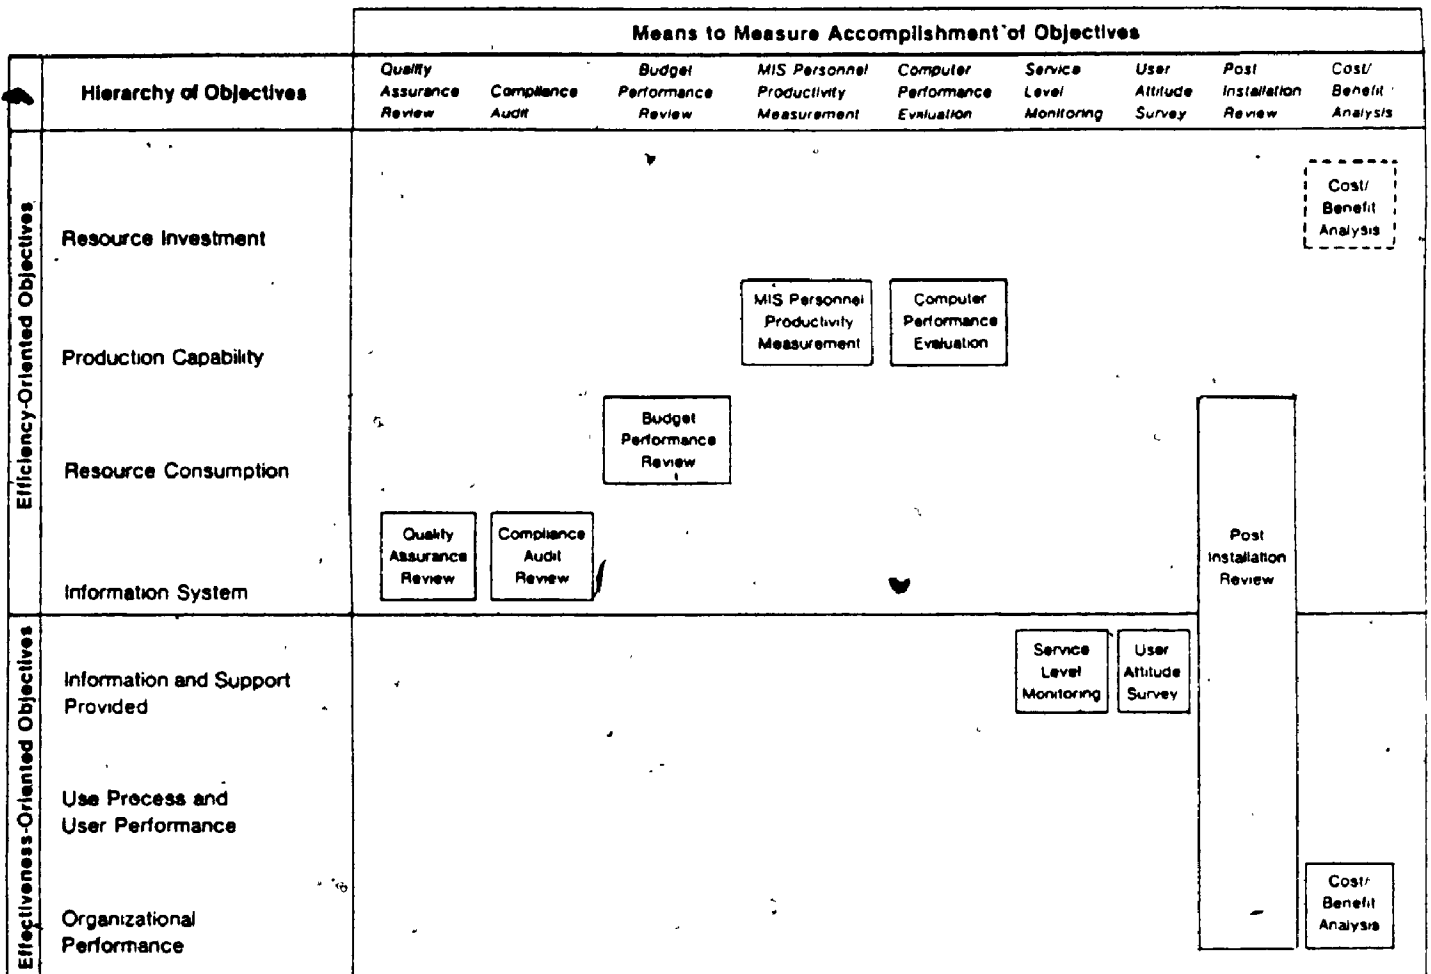 Means to Measure Accomplishment of Objectives
Hierarchy of Objectives
Quality
Assurance
Review
Compliance
Audit
Budget
Performance
Review
MIS Personnel
Productivity
Measurement
Computer
Performance
Evaluation
Service
Level
Monitoring
User
Attitude
Survey
Post
Installation
Review
Cost/
Benefit
Analysis
Efficiency-Oriented Objectives
Resource Investment
Cost/
Benefit
Analysis
Production Capability
MIS Personnel
Productivity
Measurement
Computer
Performance
Evaluation
Resource Consumption
Budget
Performance
Review
Information System
Quality
Assurance
Review
Compliance
Audit
Review
Post
Installation
Review
Effectiveness-Oriented Objectives
Information and Support
Provided
Service
Level
Monitoring
User
Attitude
Survey
Use Process and
User Performance
Organizational
Performance
Cost/
Benefit
Analysis